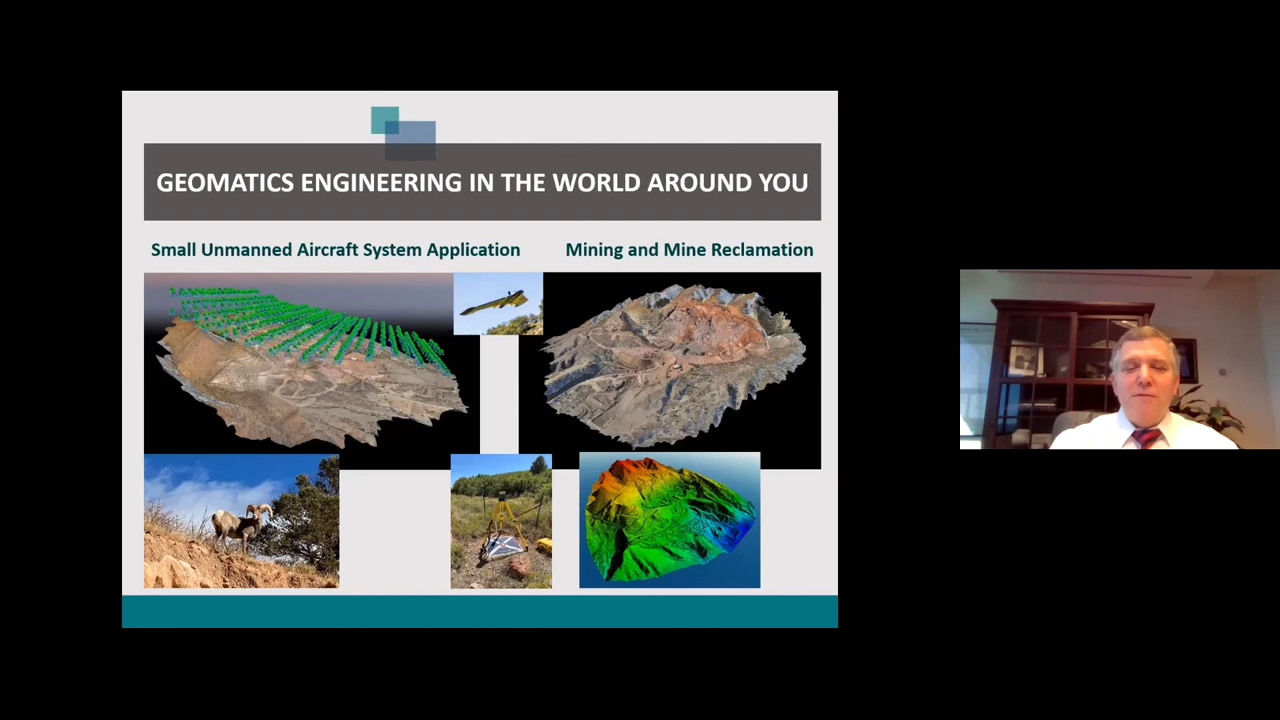 GEOMATICS ENGINEERING IN THE WORLD AROUND YOU
Small Unmanned Aircraft System Application
Mining and Mine Reclamation